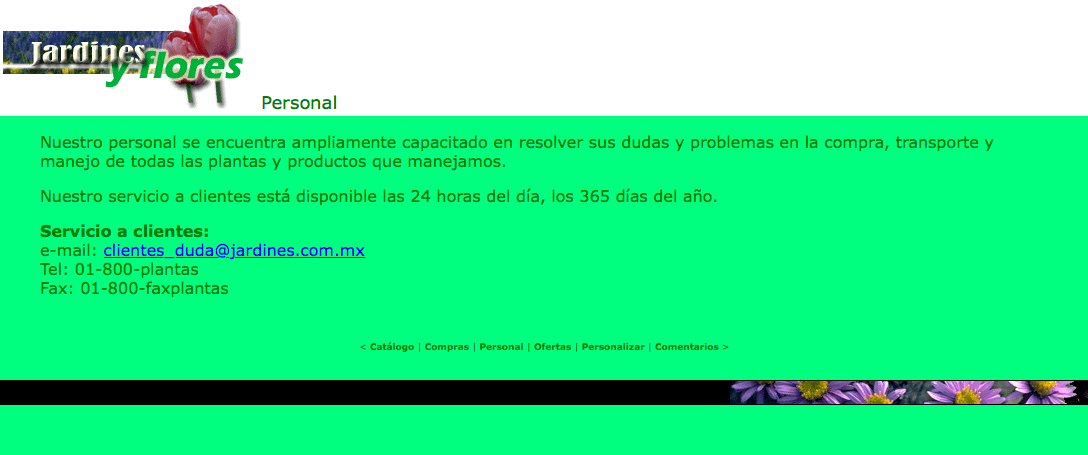 Jardines
y flores
Personal
Nuestro personal se encuentra ampliamente capacitado en resolver sus dudas y problemas en la compra, transporte y
manejo de todas las plantas y productos que manejamos.
Nuestro servicio a clientes está disponible las 24 horas del día, los 365 días del año.
Servicio a clientes:
e-mail: clientes_duda@jardines.com.mx
Tel: 01-800-plantas
Fax: 01-800-faxplantas
< Catálogo | Compras | Personal | Ofertas | Personalizar | Comentarios >